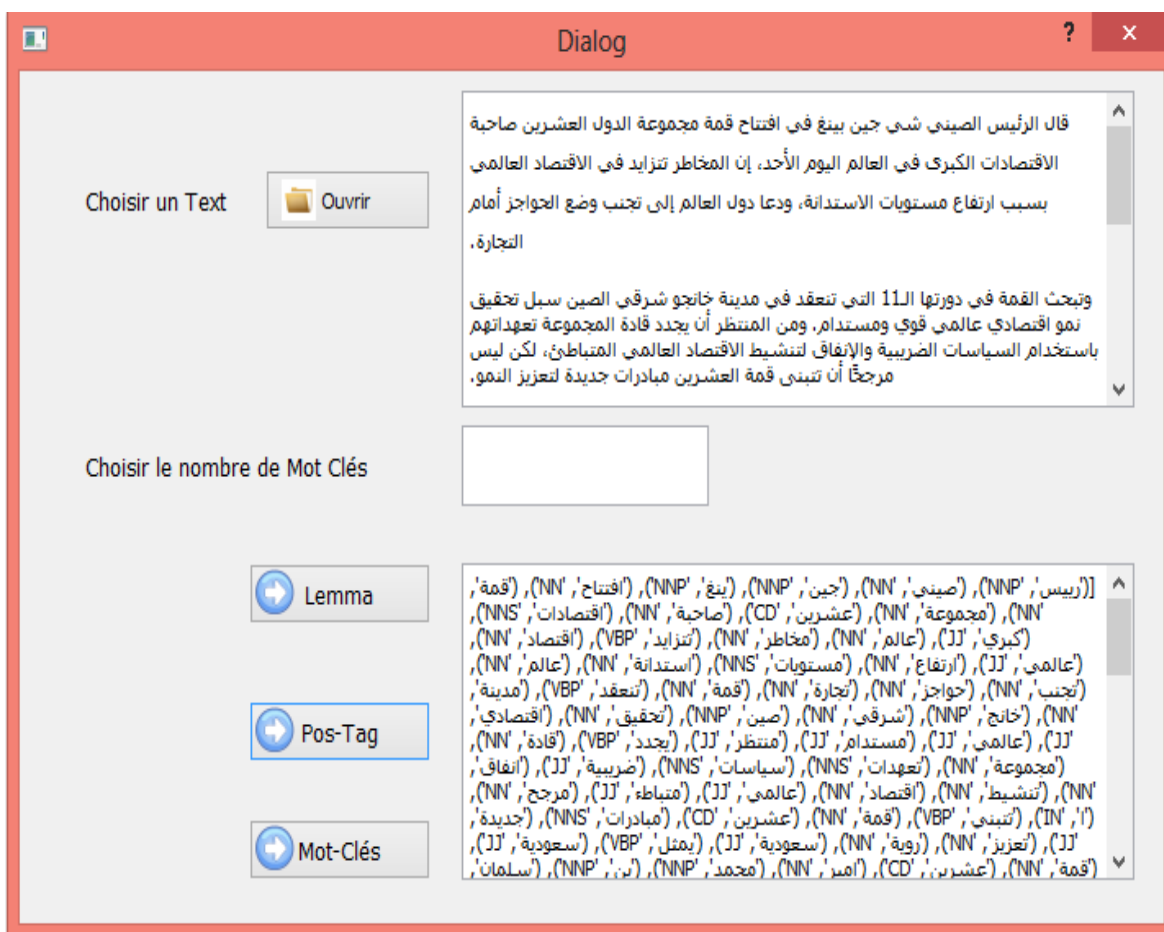 Dialog
?
x
Choisir un Text
Ouvrir
قال الرئيس الصيني شي جين بينغ في افتتاح قمة مجموعة الدول العشرين صاحبة
الاقتصادات الكبرى في العالم اليوم الأحد، إن المخاطر تتزايد في الاقتصاد العالمي
بسبب ارتفاع مستويات الاستدانة، ودعا دول العالم إلى تجنب وضع الحواجز أمام
التجارة.
وتبحث القمة في دورتها الـ11 التي تنعقد في مدينة خانجو شرقي الصين سبل تحقيق
نمو اقتصادي عالمي قوي ومستدام. ومن المنتظر أن يجدد قادة المجموعة تعهداتهم
باستخدام السياسات الضريبية والإنفاق لتنشيط الاقتصاد العالمي المتباطئ، لكن ليس
مرجحًا أن تتبنى قمة العشرين مبادرات جديدة لتعزيز النمو.
Choisir le nombre de Mot Clés
Lemma
Pos-Tag
Mot-Clés
[('رييس', 'NNP'), ('صيني', 'NN'), ('جين', 'NNP'), ('ينغ', 'NNP'), ('افتتاح', 'NN'), ('قمة',
'NN'), ('مجموعة', 'NN'), ('عشرين', 'CD'), ('صاحبة', 'NN'), ('اقتصادات', 'NNS'),
('كبري', 'JJ'), ('عالم', 'NN'), ('مخاطر', 'NN'), ('تتزايد', 'VBP'), ('اقتصاد', 'NN'),
('عالمي', 'JJ'), ('ارتفاع', 'NN'), ('مستويات', 'NNS'), ('استدانة', 'NN'), ('عالم', 'NN'),
('تجنب', 'NN'), ('حواجز', 'NN'), ('تجارة', 'NN'), ('قمة', 'NN'), ('تنعقد', 'VBP'), ('مدينة',
'NN'), ('خانج', 'NNP'), ('شرقي', 'NN'), ('صين', 'NNP'), ('تحقيق', 'NN'), ('اقتصادي',
'JJ'), ('عالمي', 'JJ'), ('مستدام', 'JJ'), ('منتظر', 'JJ'), ('يجدد', 'VBP'), ('قادة', 'NN'),
('مجموعة', 'NN'), ('تعهدات', 'NNS'), ('سياسات', 'NNS'), ('ضريبية', 'JJ'), ('انفاق',
'NN'), ('تنشيط', 'NN'), ('اقتصاد', 'NN'), ('عالمي', 'JJ'), ('متباطء', 'JJ'), ('مرجح', 'NN'),
('ا', 'IN'), ('تتبني', 'VBP'), ('قمة', 'NN'), ('عشرين', 'CD'), ('مبادرات', 'NNS'), ('جديدة',
'JJ'), ('تعزيز', 'NN'), ('روية', 'NN'), ('سعودية', 'JJ'), ('يمثل', 'VBP'), ('سعودية', 'JJ'),
('قمة', 'NN'), ('عشرين', 'CD'), ('امير', 'NN'), ('محمد', 'NNP'), ('بن', 'NNP'), ('سلمان',